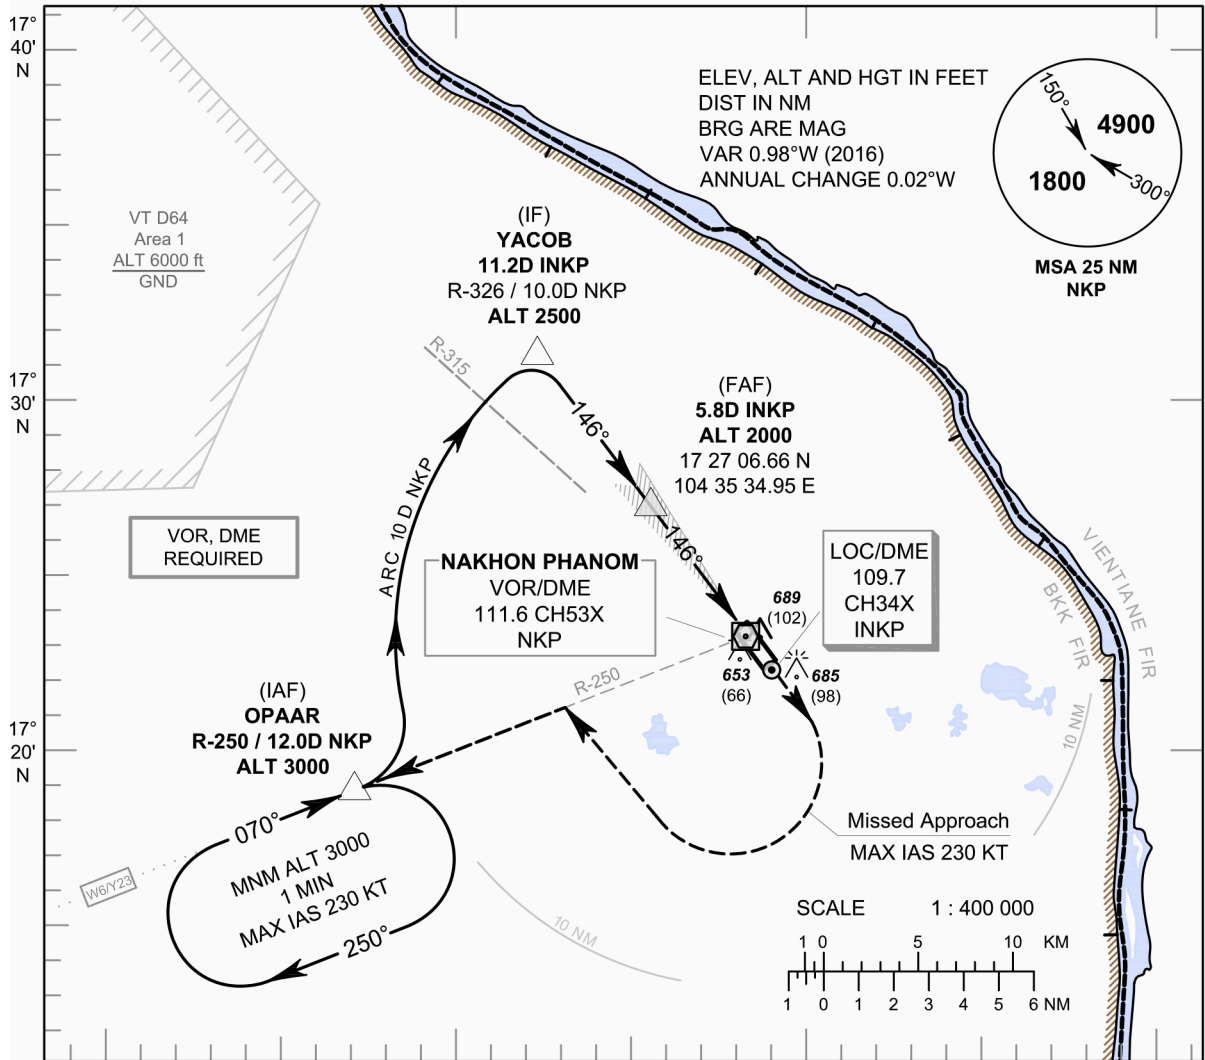 17°
40'
N
ELEV, ALT AND HGT IN FEET
DIST IN NM
BRG ARE MAG
VAR 0.98°W (2016)
ANNUAL CHANGE 0.02°W
150°
4900
1800
300°
MSA 25 NM
NKP
VT D64
Area 1
ALT 6000 ft
GND
(IF)
YACOB
11.2D INKP
R-326 / 10.0D NKP
ALT 2500
R-315
17°
30'
N
146°
(FAF)
5.8D INKP
ALT 2000
17 27 06.66 N
104 35 34.95 E
ARC 10 D NKP
VOR, DME
REQUIRED
146°
NAKHON PHANOM
VOR/DME
111.6 CH53X
NKP
LOC/DME
109.7
CH34X
INKP
VIENTIANE FIR
BKK FIR
689
(102)
653
(66)
685
(98)
R-250
(IAF)
OPAAR
R-250 / 12.0D NKP
ALT 3000
17°
20'
N
10 NM
070°
MNM ALT 3000
1 MIN
MAX IAS 230 KT
250°
W6/Y23
Missed Approach
MAX IAS 230 KT
10 NM
SCALE 1 : 400 000
1 0 5 10 KM
1 0 1 2 3 4 5 6 NM